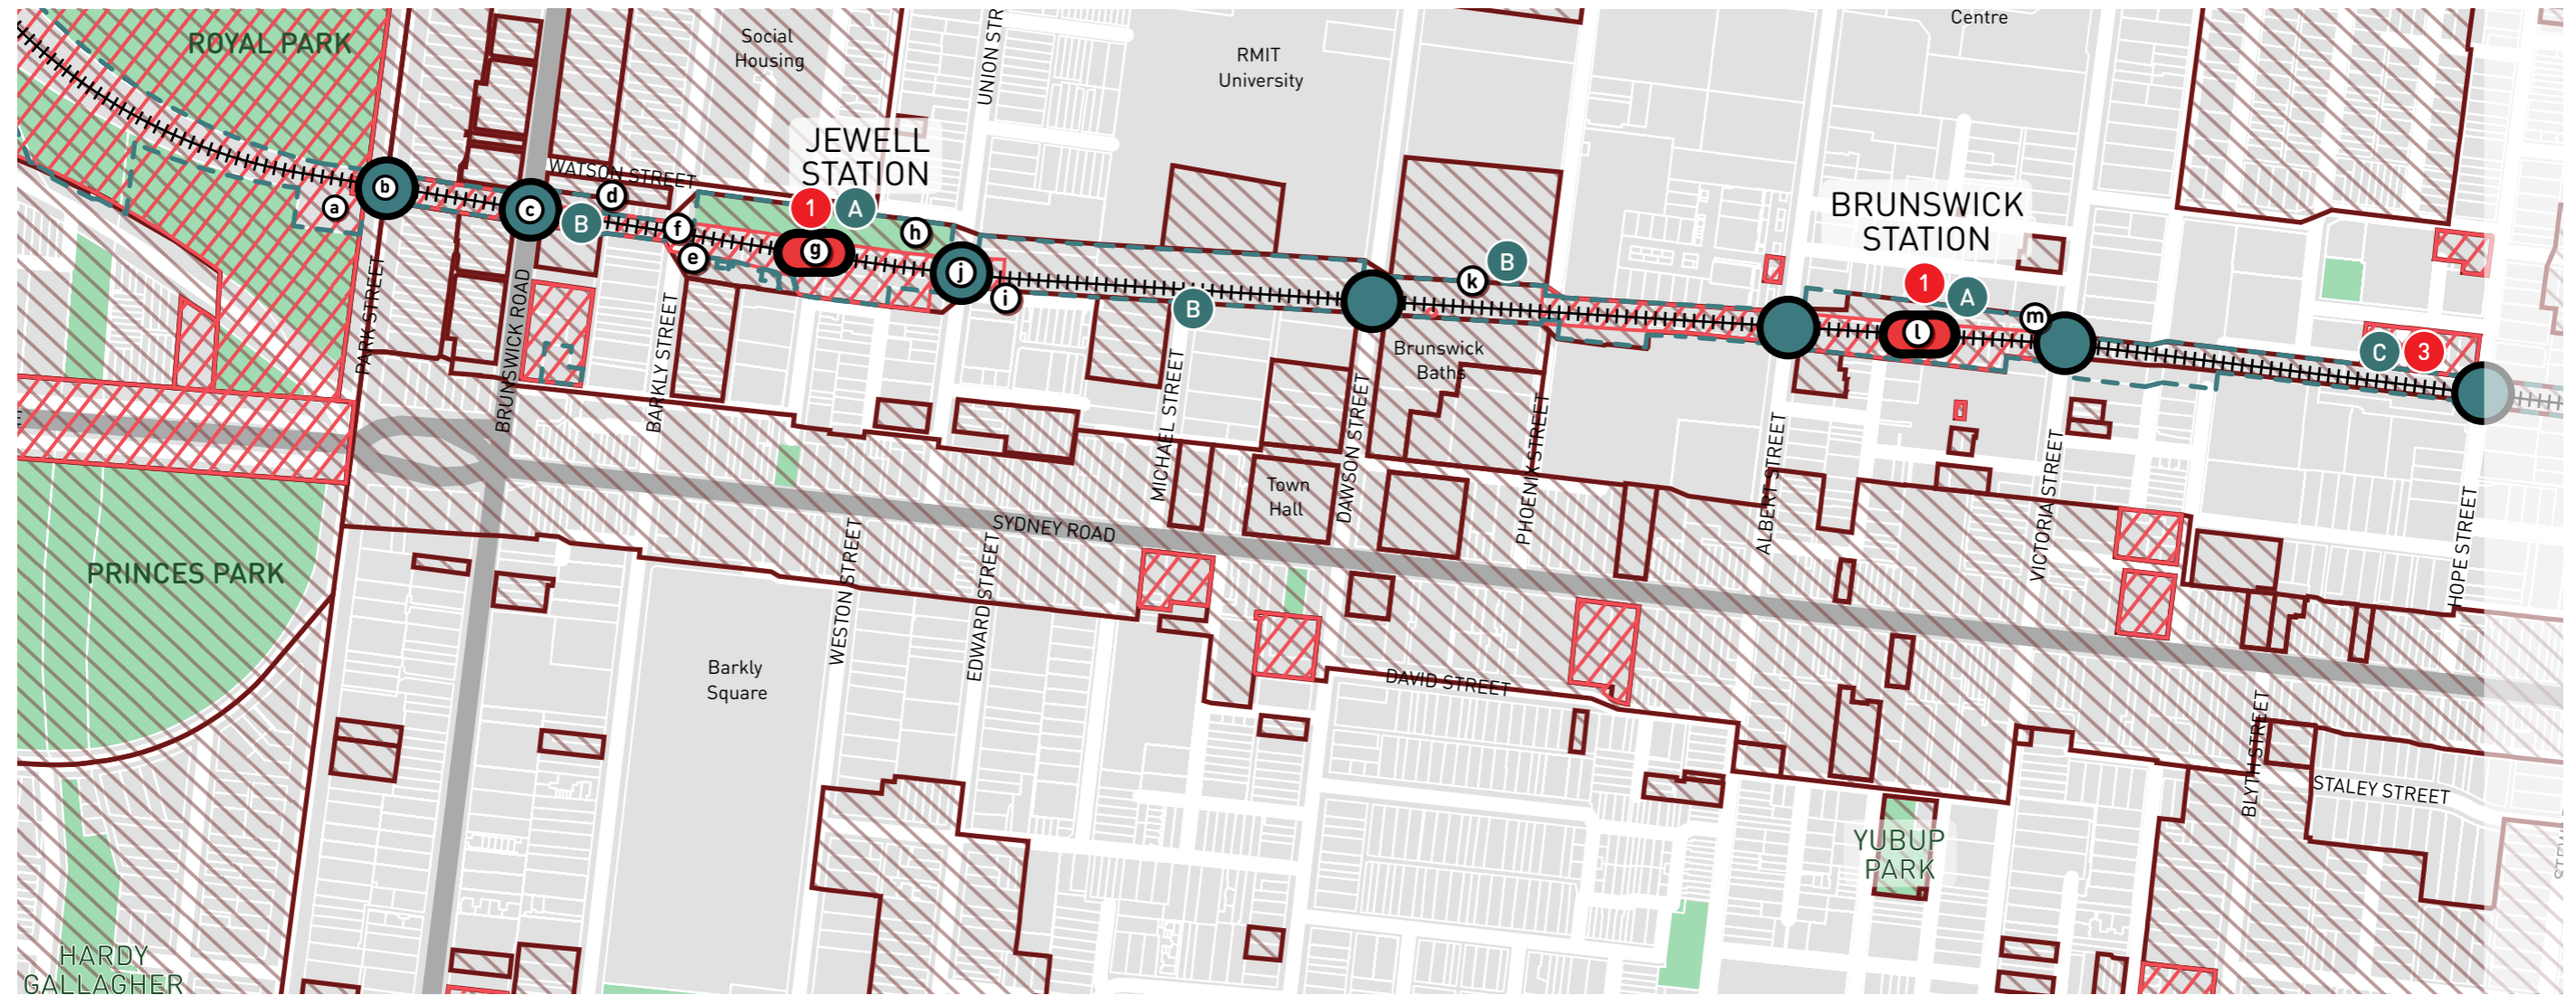 ROYAL PARK
Social
Housing
UNION STR
RMIT
University
Centre
JEWELL
STATION
WATSON STREET
BRUNSWICK
STATION
a
b
c
B
d
f
e
1
A
g
h
j
i
B
B
k
1
A
l
m
C
3
PARK STREET
BRUNSWICK ROAD
BARKLY STREET
MICHAEL STREET
Brunswick
Baths
DAWSON STREET
PHOENIX STREET
ALBERT STREET
VICTORIA STREET
HOPE STREET
Town
Hall
SYDNEY ROAD
PRINCES PARK
WESTON STREET
EDWARD STREET
Barkly
Square
DAVID STREET
BLYTH STREET
STALEY STREET
YUBUP
PARK
HARDY
GALLAGHER